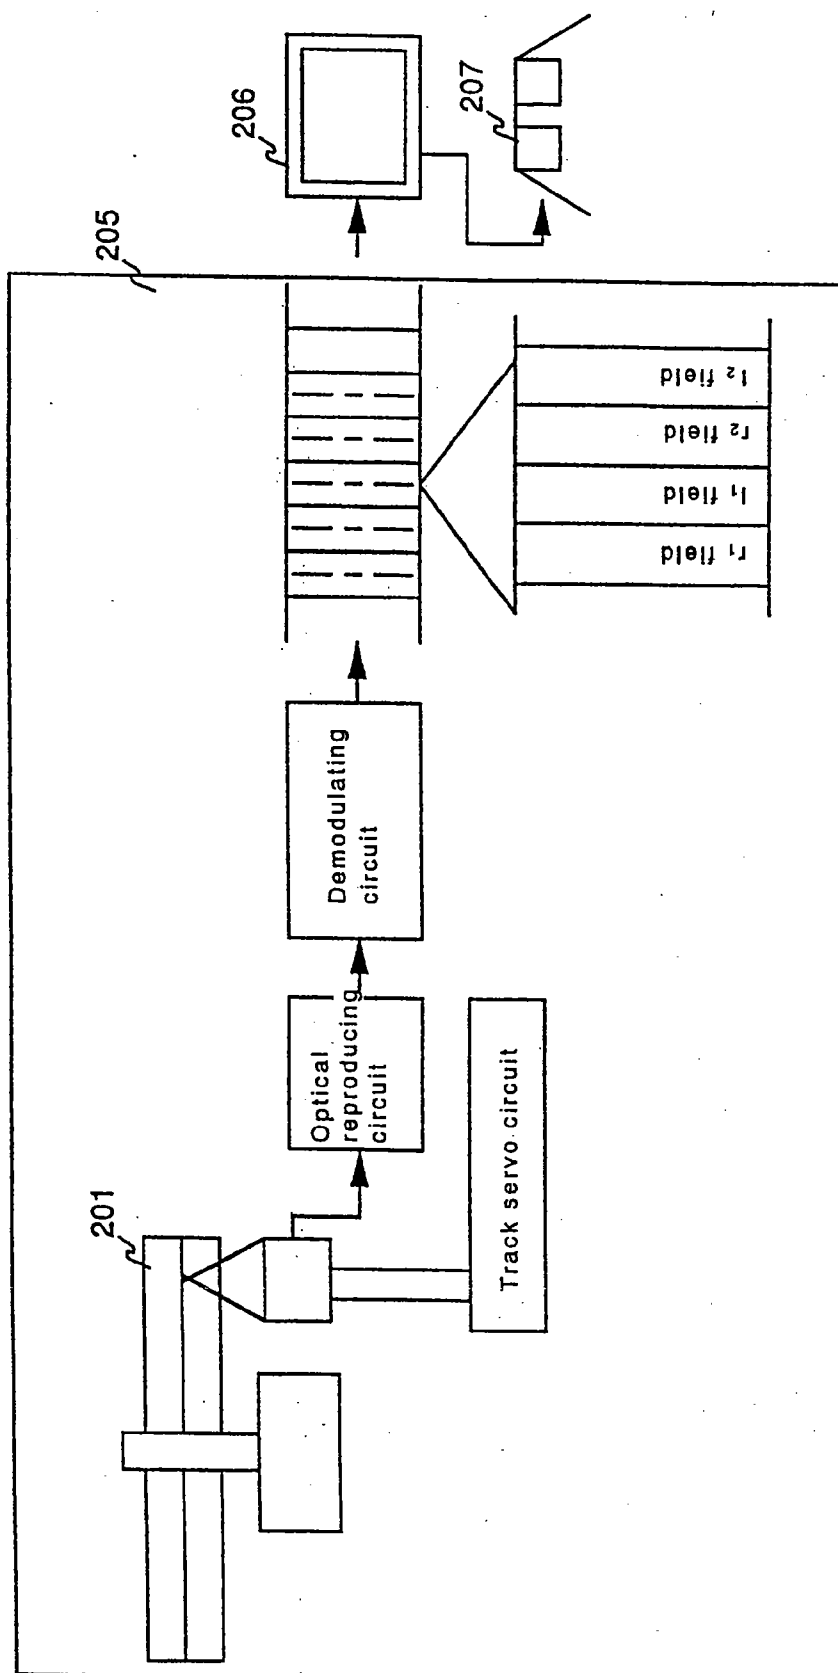 201
Optical
reproducing
circuit
Track servo circuit
Demodulating
circuit
205
r₁ field
l₁ field
r₂ field
l₂ field
206
207